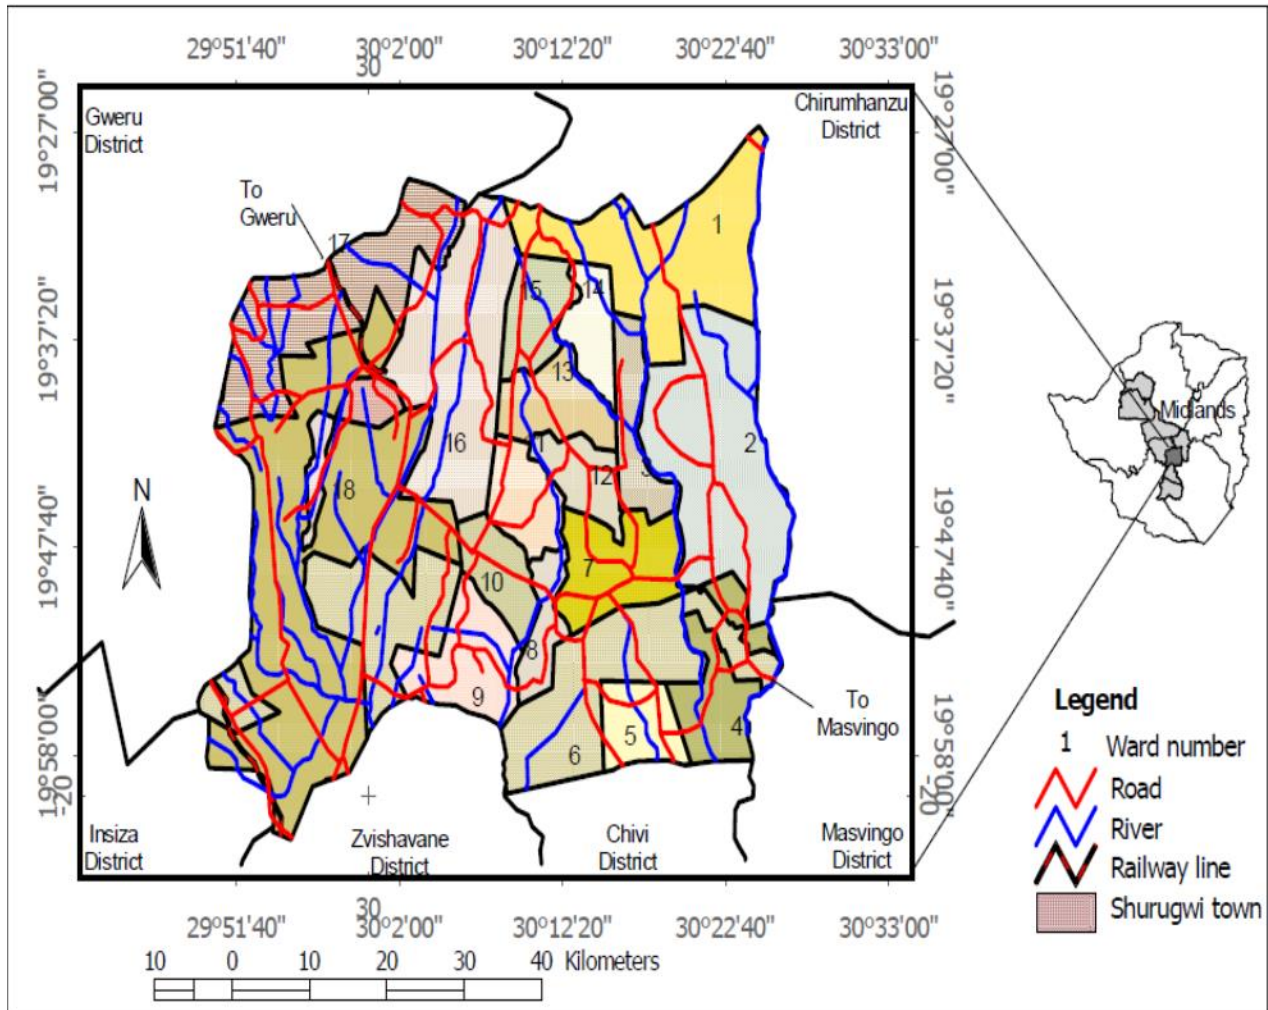 29°51'40" 30°2'00" 30°12'20" 30°22'40" 30°33'00"
30
19°27'00"
19°37'20"
19°47'40"
19°58'00"
-20
Gweru
District
Chirumhanzu
District
19°27'00"
19°37'20"
19°47'40"
19°58'00"
-20
To
Gweru
17
1
15
14
13
2
16
11
12
3
18
7
10
8
9
4
5
6
N
To
Masvingo
Insiza
District
Zvishavane
District
Chivi
District
Masvingo
District
30
29°51'40" 30°2'00" 30°12'20" 30°22'40" 30°33'00"
10 0 10 20 30 40 Kilometers
Midlands
Legend
1 Ward number
Road
River
Railway line
Shurugwi town